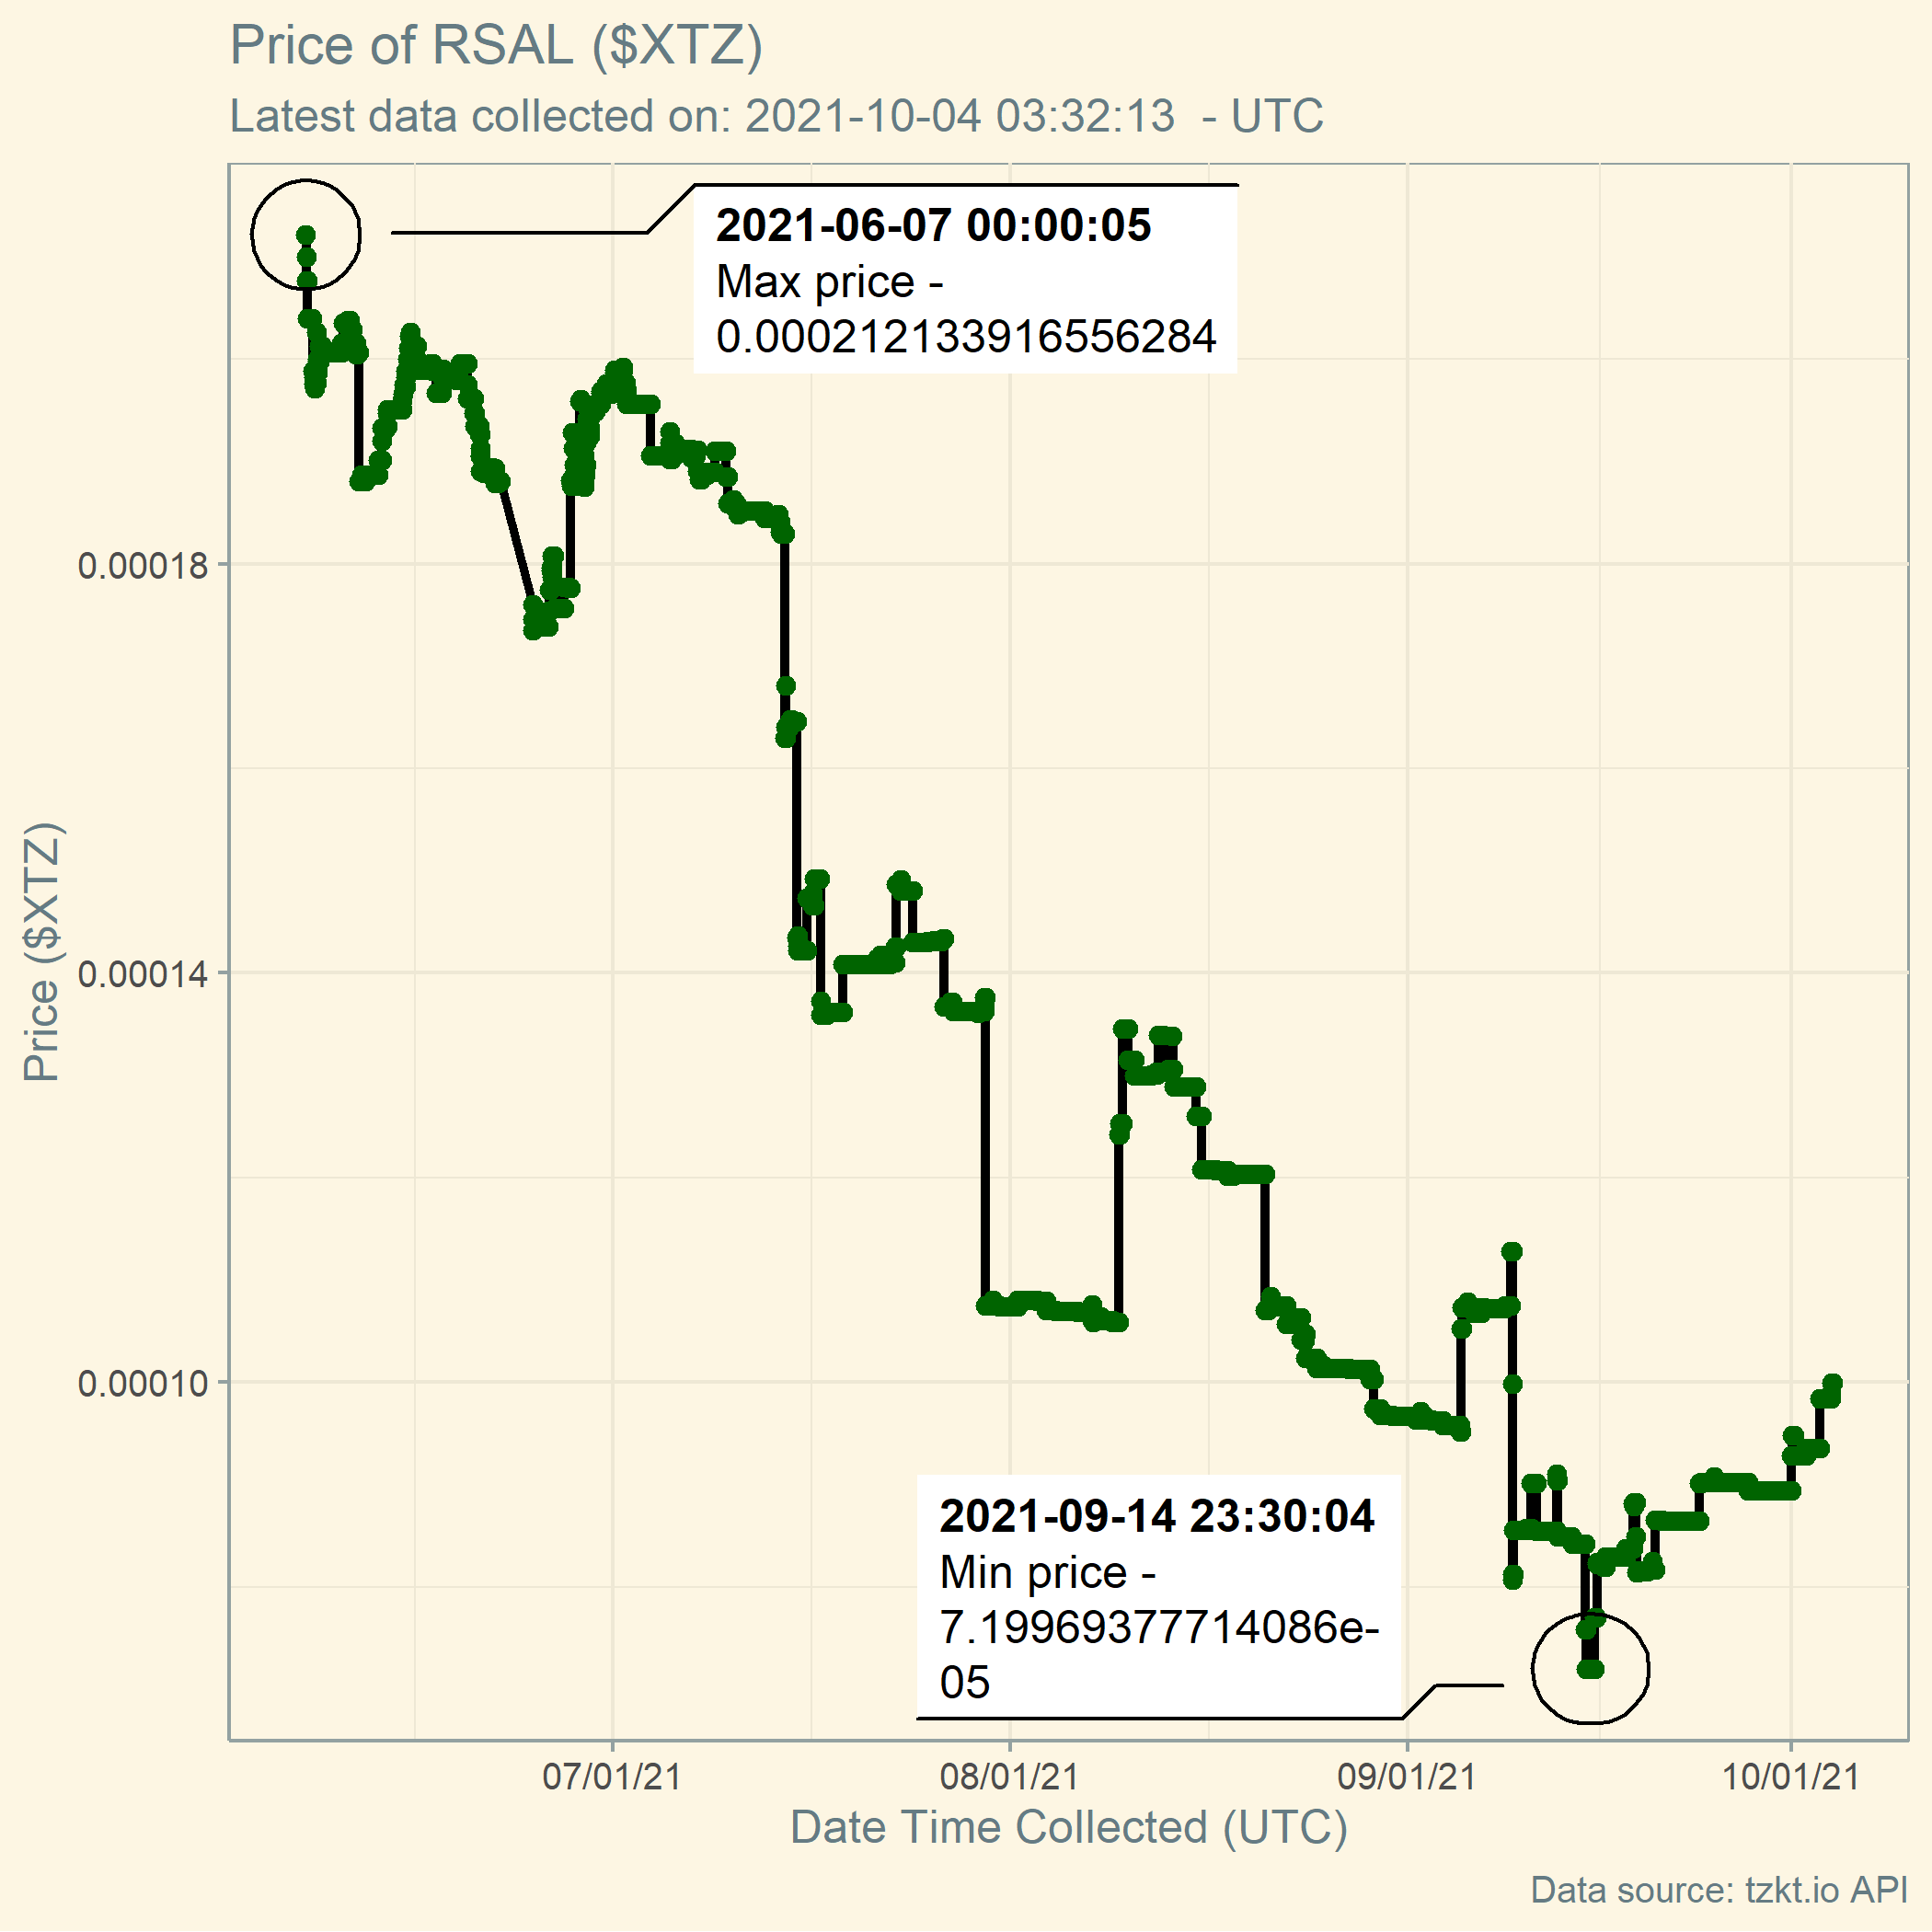 Price of RSAL ($XTZ)
Latest data collected on: 2021-10-04 03:32:13 - UTC
2021-06-07 00:00:05
Max price -
0.000212133916556284
0.00018
0.00014
0.00010
Price ($XTZ)
2021-09-14 23:30:04
Min price -
7.19969377714086e-
05
07/01/21
08/01/21
09/01/21
10/01/21
Date Time Collected (UTC)
Data source: tzkt.io API